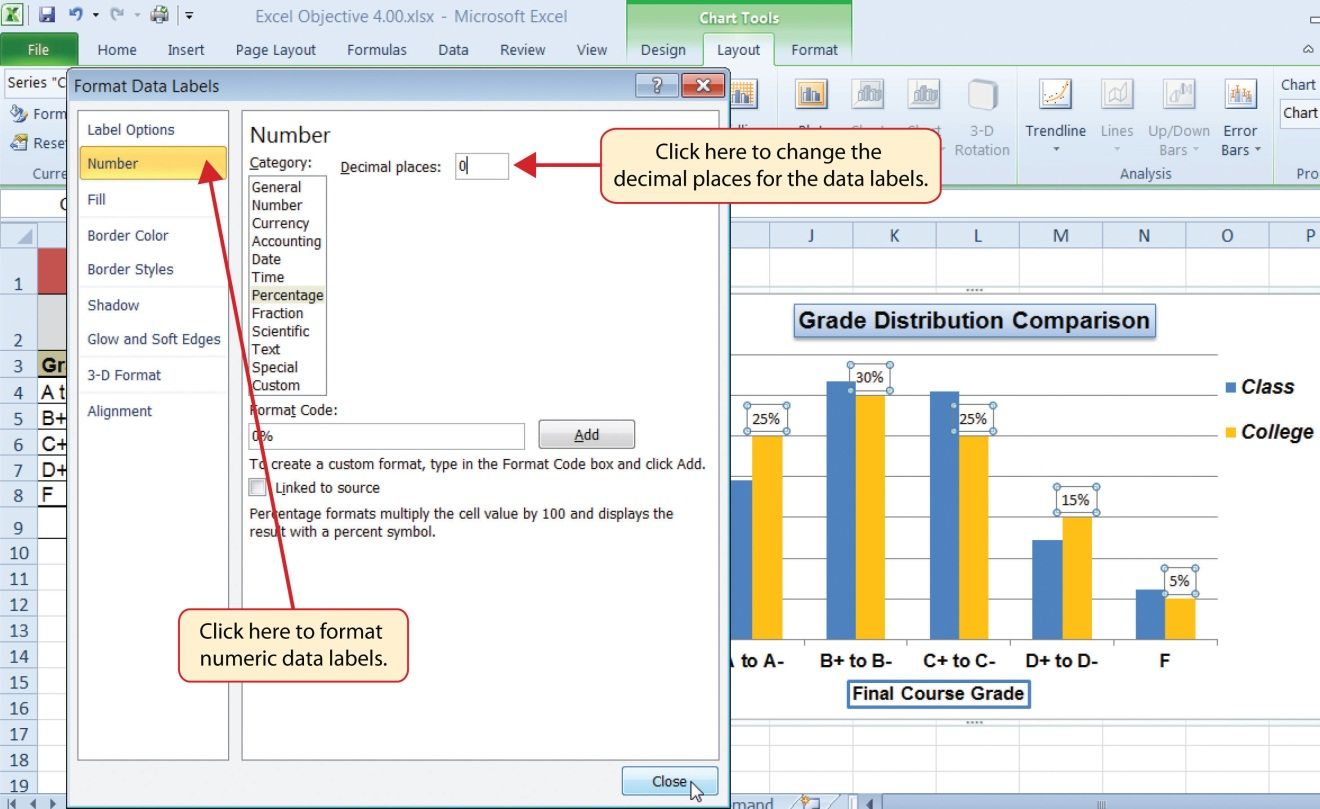 Excel Objective 4.00.xlsx - Microsoft Excel
Chart Tools
File Home Insert Page Layout Formulas Data Review View Design Layout Format
Series "C
Form
Rese
Curre
3-D
Rotation
Trendline
Lines
Up/Down
Bars
Error
Bars
Analysis
Chart
Chart
Pro
Format Data Labels
Label Options
Number
Fill
Border Color
Border Styles
Shadow
Glow and Soft Edges
3-D Format
Alignment
Number
Category:
Decimal places: 0
General
Number
Currency
Accounting
Date
Time
Percentage
Fraction
Scientific
Text
Special
Custom
Format Code:
0%
Add
To create a custom format, type in the Format Code box and click Add.
Linked to source
Percentage formats multiply the cell value by 100 and displays the
result with a percent symbol.
Close
Click here to change the
decimal places for the data labels.
Click here to format
numeric data labels.
J K L M N O P
1
2
3 Gr
4 A t
5 B+
6 C+
7 D+
8 F
9
10
11
12
13
14
15
16
17
18
19
Grade Distribution Comparison
25% 30% 25% 15% 5%
Class
College
to A- B+ to B- C+ to C- D+ to D- F
Final Course Grade
mand